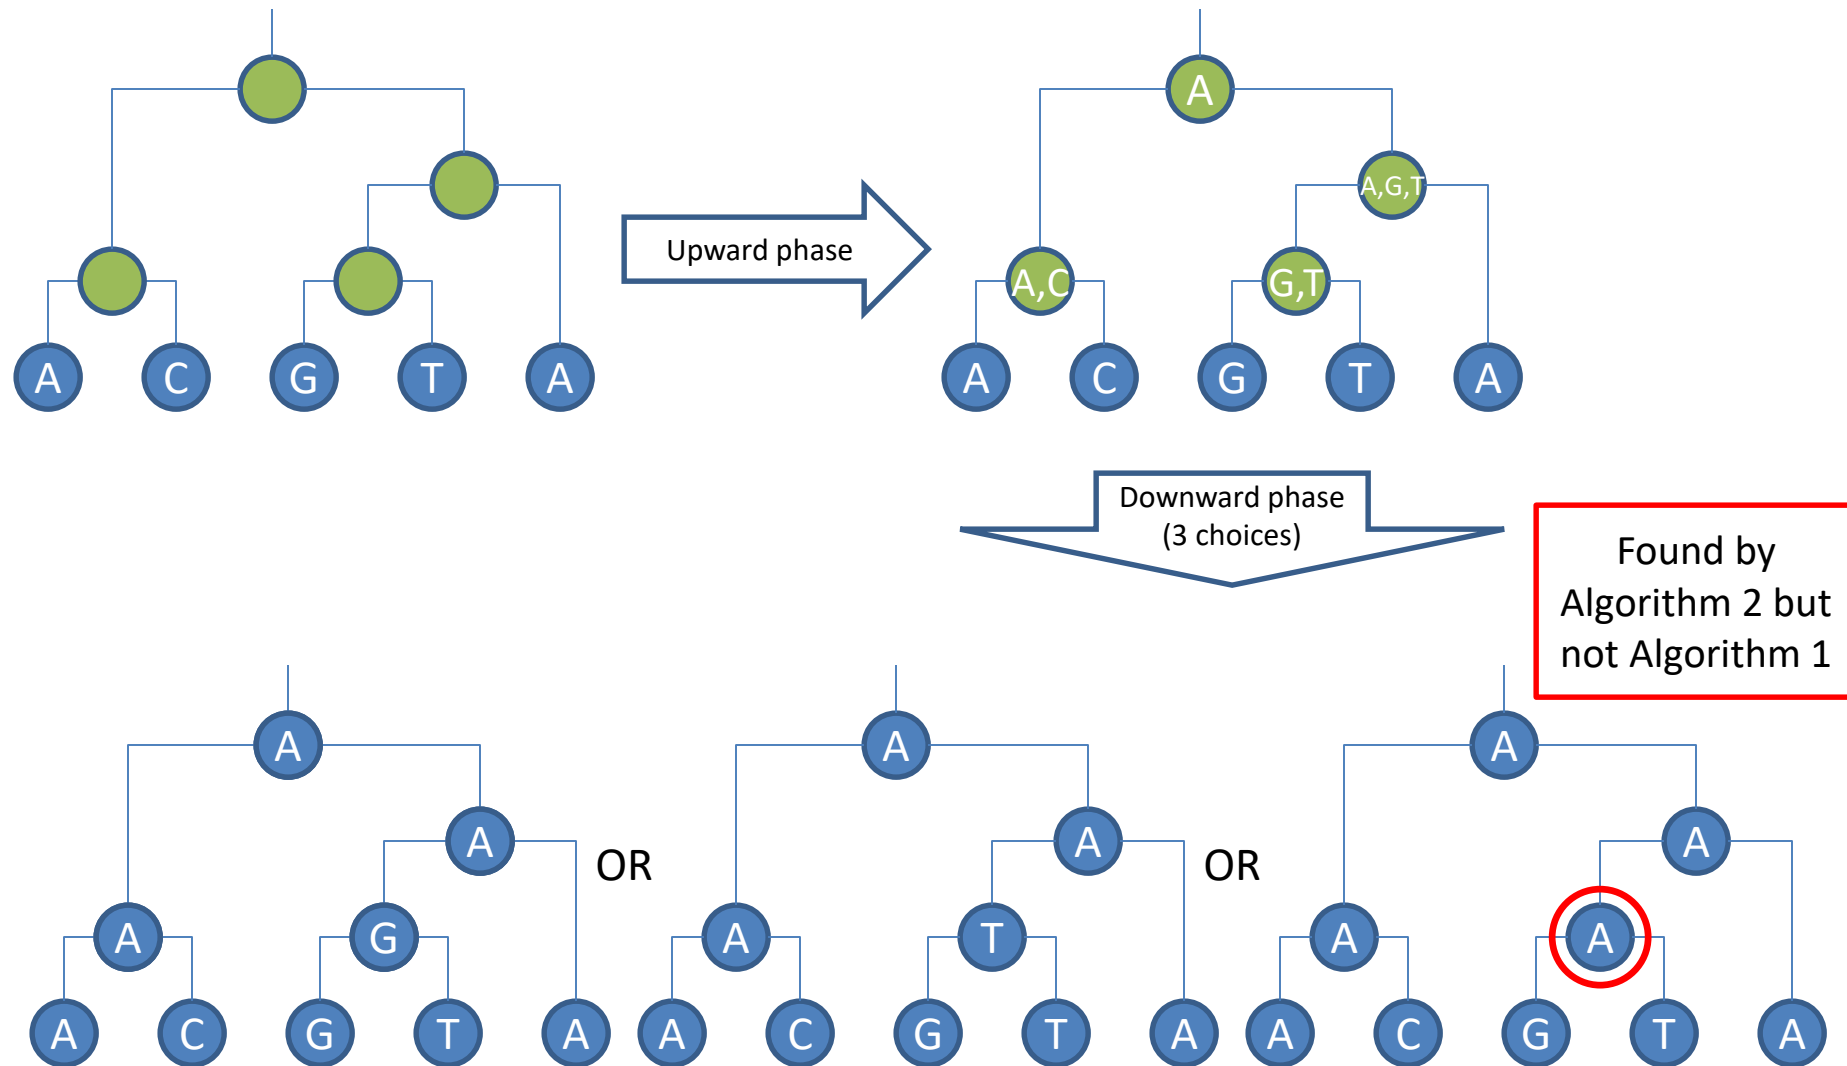 A
A,G,T
Upward phase
A,C
G,T
A C G T A
A C G T A
Downward phase
(3 choices)
Found by
Algorithm 2 but
not Algorithm 1
A
A
A
A
A
A
OR
OR
A
G
A
T
A
A
A C G T A
A C G T A
A C G T A